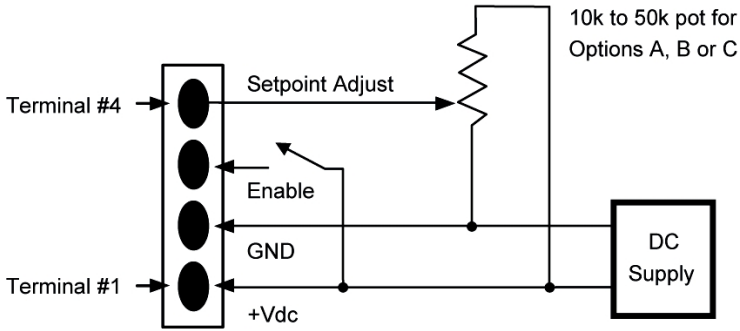 10k to 50k pot for
Options A, B or C
Setpoint Adjust
Terminal #4
Enable
GND
DC
Supply
Terminal #1
+Vdc